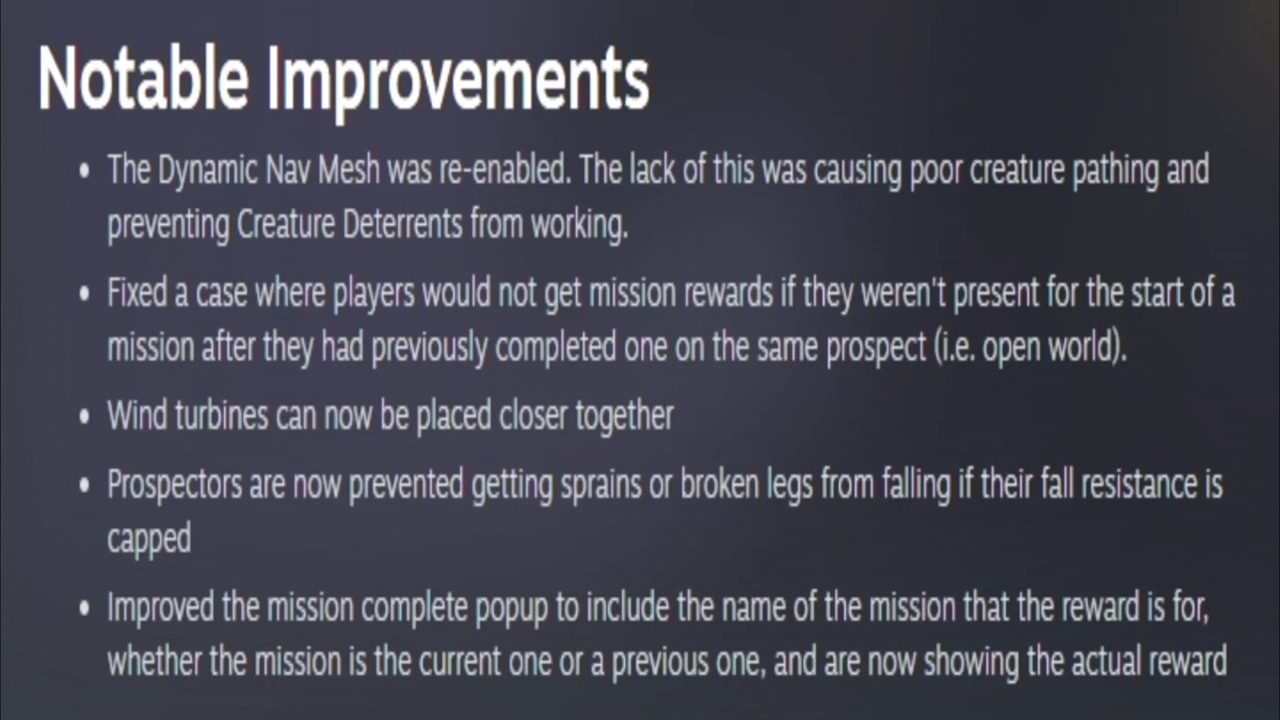 Notable Improvements
• The Dynamic Nav Mesh was re-enabled. The lack of this was causing poor creature pathing and
preventing Creature Deterrents from working.
• Fixed a case where players would not get mission rewards if they weren't present for the start of a
mission after they had previously completed one on the same prospect (i.e. open world).
• Wind turbines can now be placed closer together
• Prospectors are now prevented getting sprains or broken legs from falling if their fall resistance is
capped
• Improved the mission complete popup to include the name of the mission that the reward is for,
whether the mission is the current one or a previous one, and are now showing the actual reward